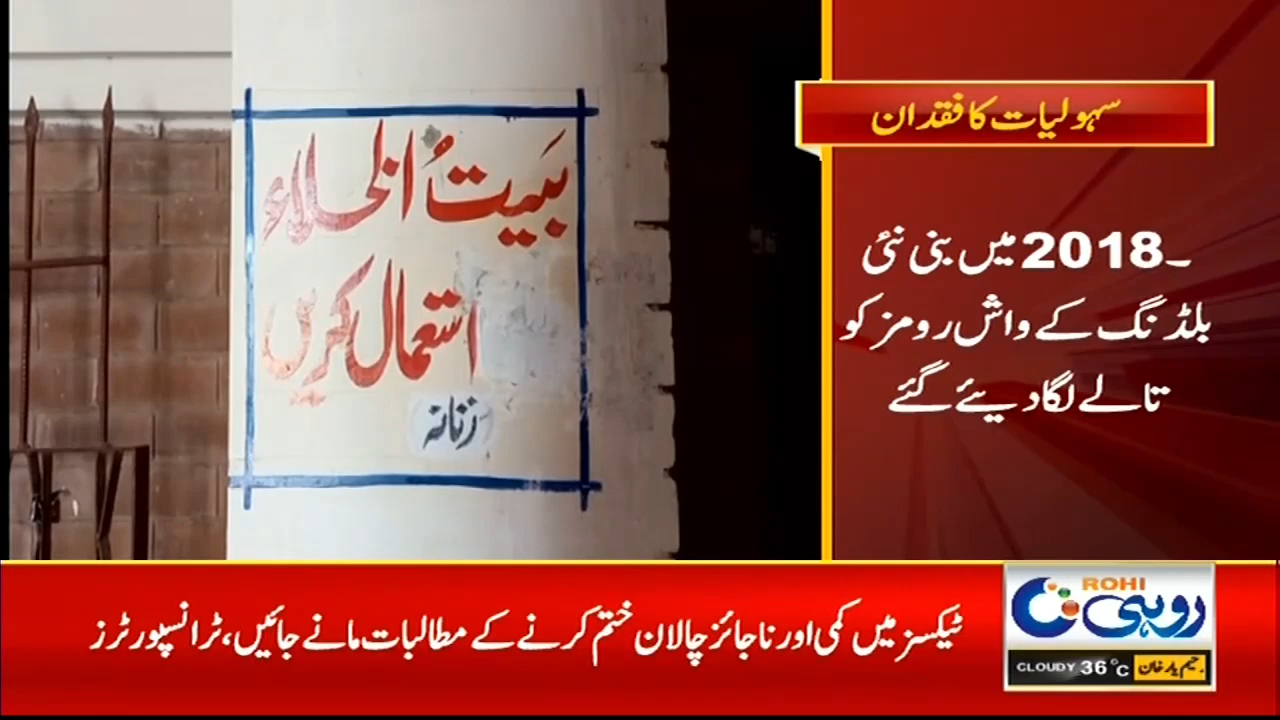 بَیتُ الخلاء
استعمال کریں
زنانہ
سہولیات کا فقدان
۔2018 میں بنی نئی
بلڈنگ کے واش رومز کو
تالے لگا دیئے گئے
ٹیکسز میں کمی اور ناجائز چالان ختم کرنے کے مطالبات مانے جائیں، ٹرانسپورٹرز
ROHI
روہی
CLOUDY 36°C رحیم یار خان